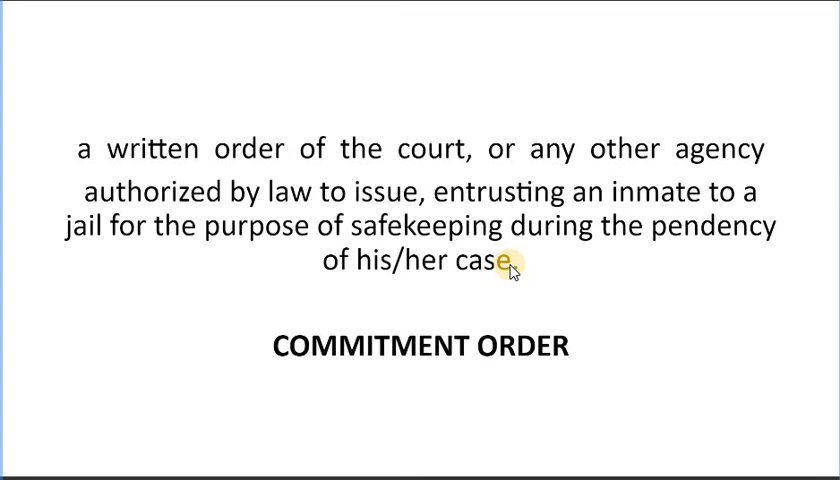 a written order of the court, or any other agency
authorized by law to issue, entrusting an inmate to a
jail for the purpose of safekeeping during the pendency
of his/her case.
COMMITMENT ORDER